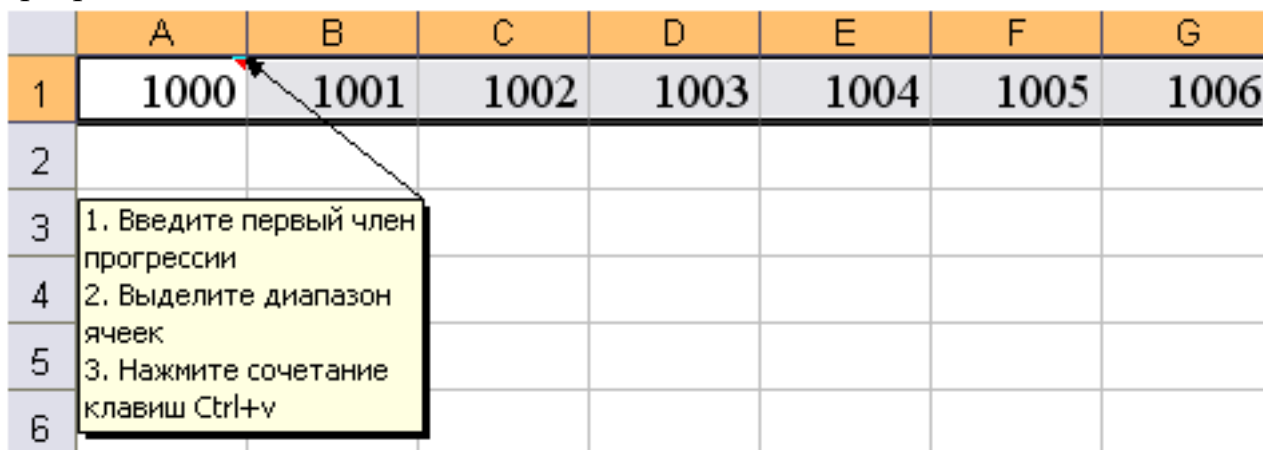 A B C D E F G
1 1000 1001 1002 1003 1004 1005 1006
2
3
4
5
6
1. Введите первый член
прогрессии
2. Выделите диапазон
ячеек
3. Нажмите сочетание
клавиш Ctrl+v